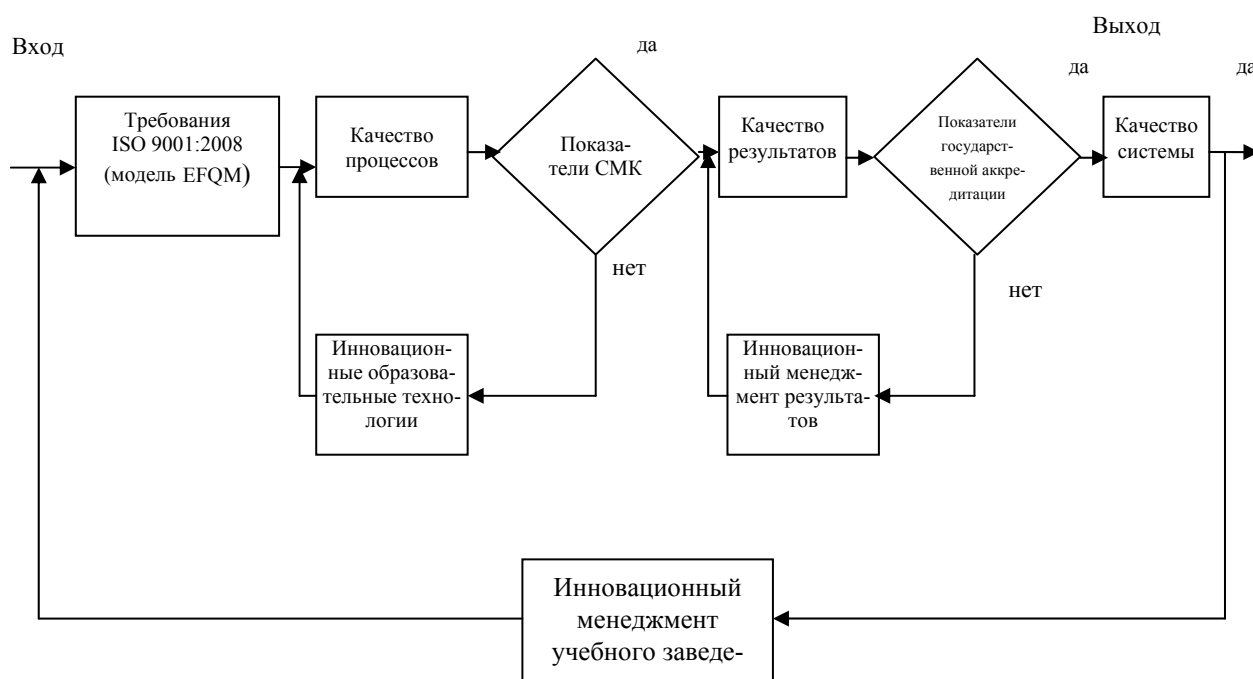 Вход
Выход
да
да
да
Требования
ISO 9001:2008
(модель EFQM)
Качество
процессов
Показа-
тели СМК
Качество
результатов
Показатели
государст-
венной аккре-
дитации
Качество
системы
нет
нет
Инновацион-
ные образова-
тельные техно-
логии
Инновацион-
ный менедж-
мент результа-
тов
Инновационный
менеджмент
учебного заведе-